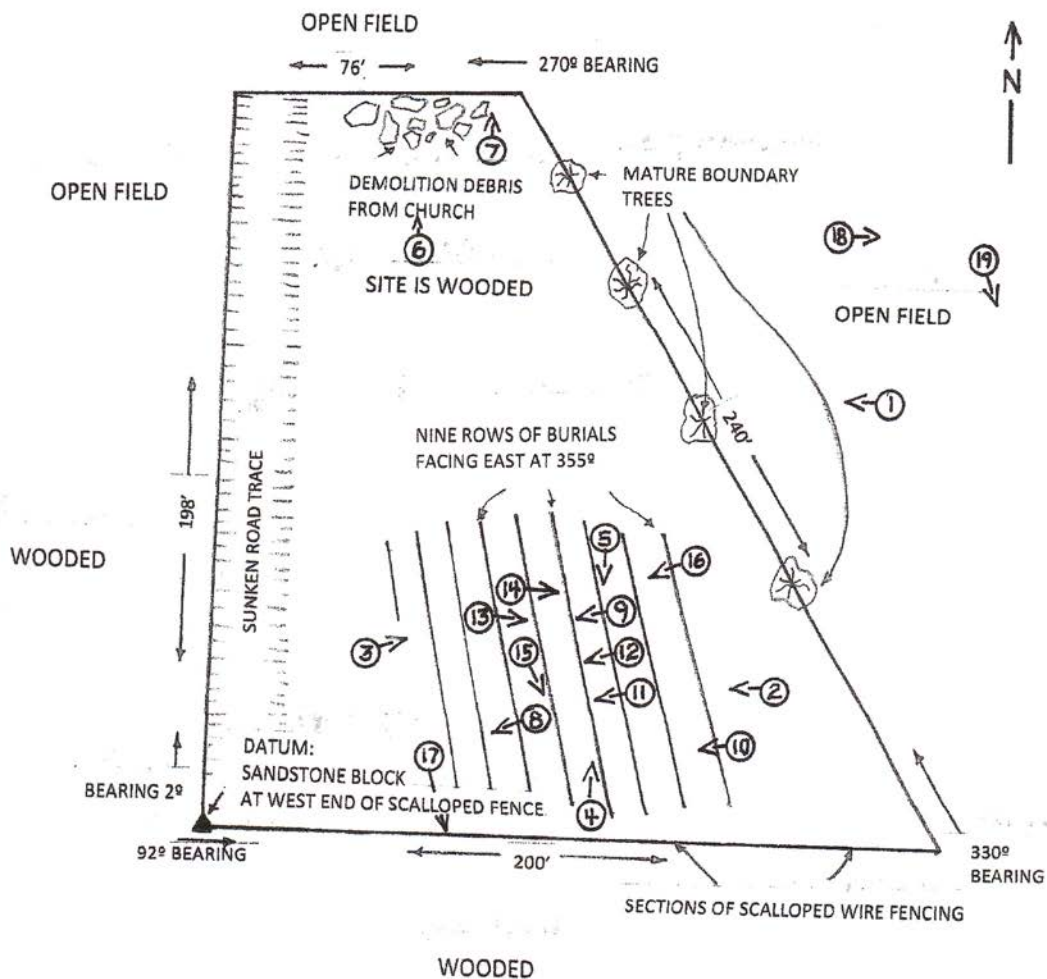 OPEN FIELD
76'
270º BEARING
N
7
OPEN FIELD
DEMOLITION DEBRIS
FROM CHURCH
MATURE BOUNDARY
TREES
6
18
19
SITE IS WOODED
OPEN FIELD
1
240'
NINE ROWS OF BURIALS
FACING EAST AT 355º
198'
SUNKEN ROAD TRACE
WOODED
5
16
14
13
9
3
15
12
11
2
8
10
17
DATUM:
SANDSTONE BLOCK
AT WEST END OF SCALLOPED FENCE
BEARING 2º
4
92º BEARING
200'
330º
BEARING
SECTIONS OF SCALLOPED WIRE FENCING
WOODED